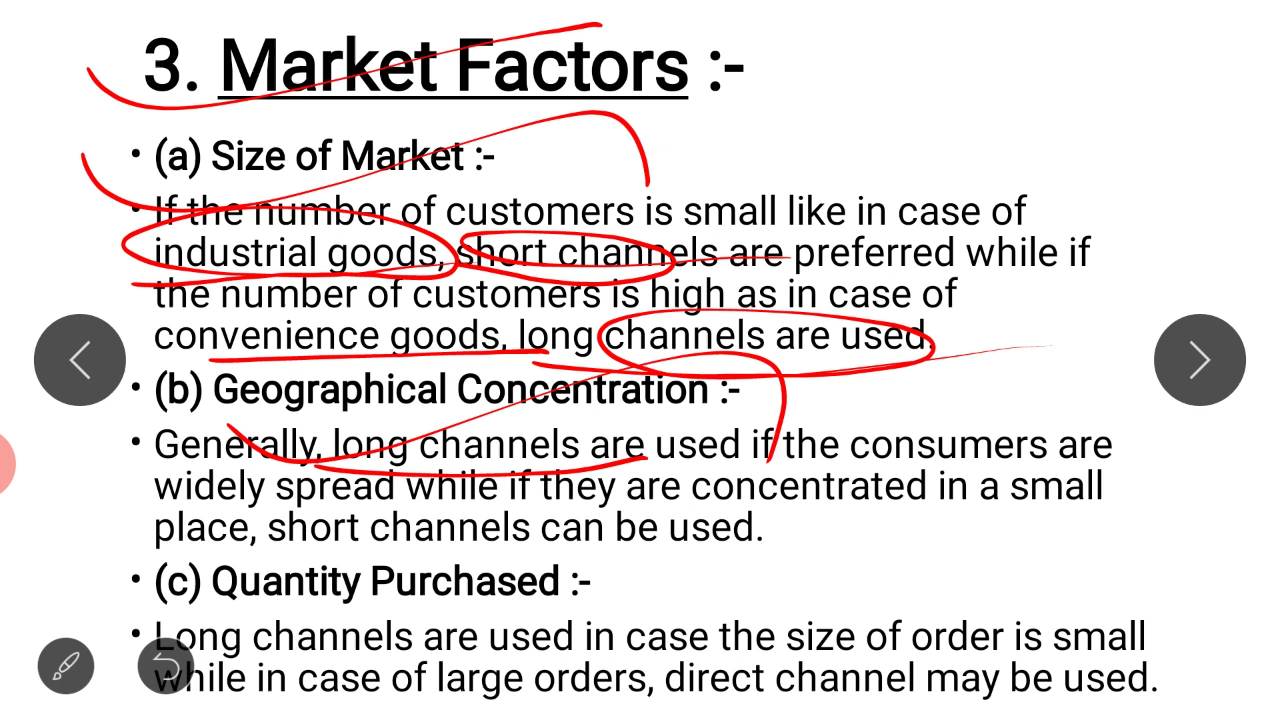 3. Market Factors :-
• (a) Size of Market :-
• If the number of customers is small like in case of
industrial goods, short channels are preferred while if
the number of customers is high as in case of
convenience goods, long channels are used.
• (b) Geographical Concentration :-
• Generally, long channels are used if the consumers are
widely spread while if they are concentrated in a small
place, short channels can be used.
• (c) Quantity Purchased :-
• Long channels are used in case the size of order is small
while in case of large orders, direct channel may be used.